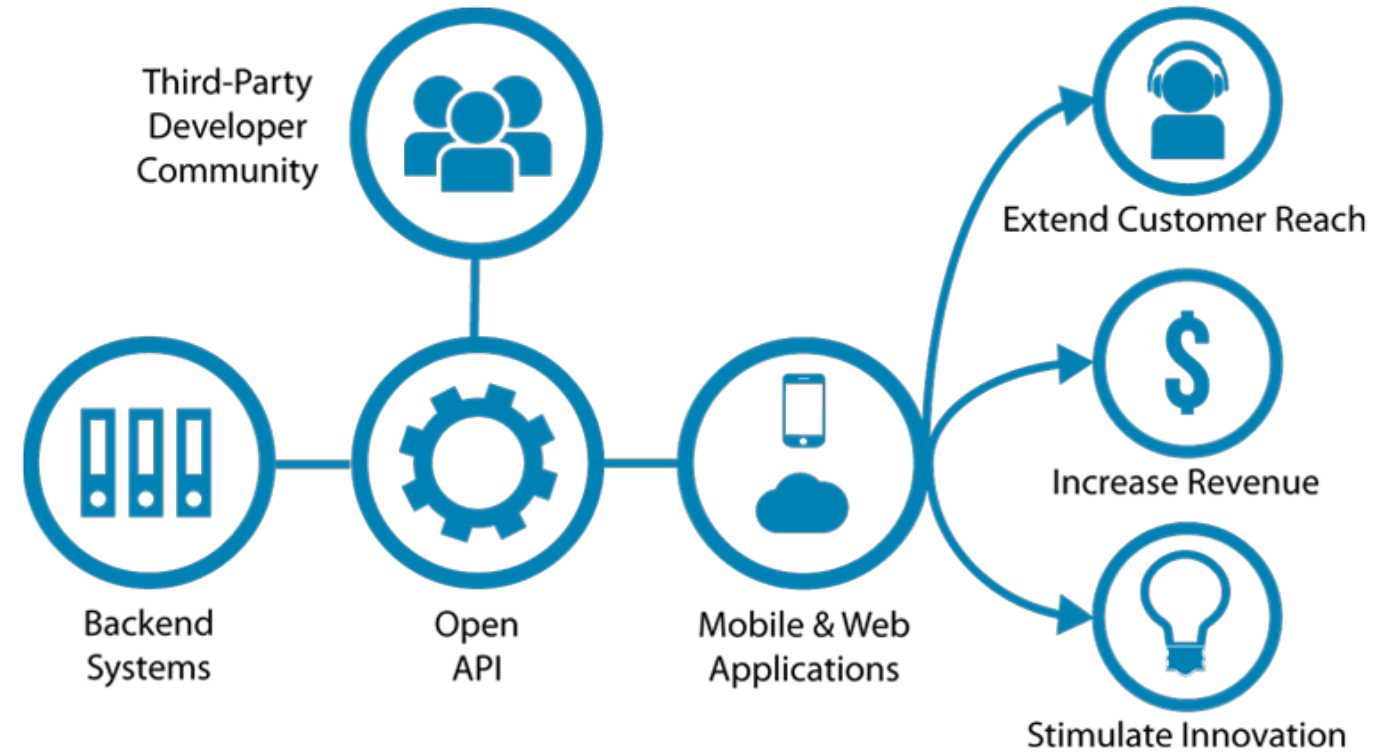 Third-Party
Developer
Community
Extend Customer Reach
Increase Revenue
Backend
Systems
Open
API
Mobile & Web
Applications
Stimulate Innovation